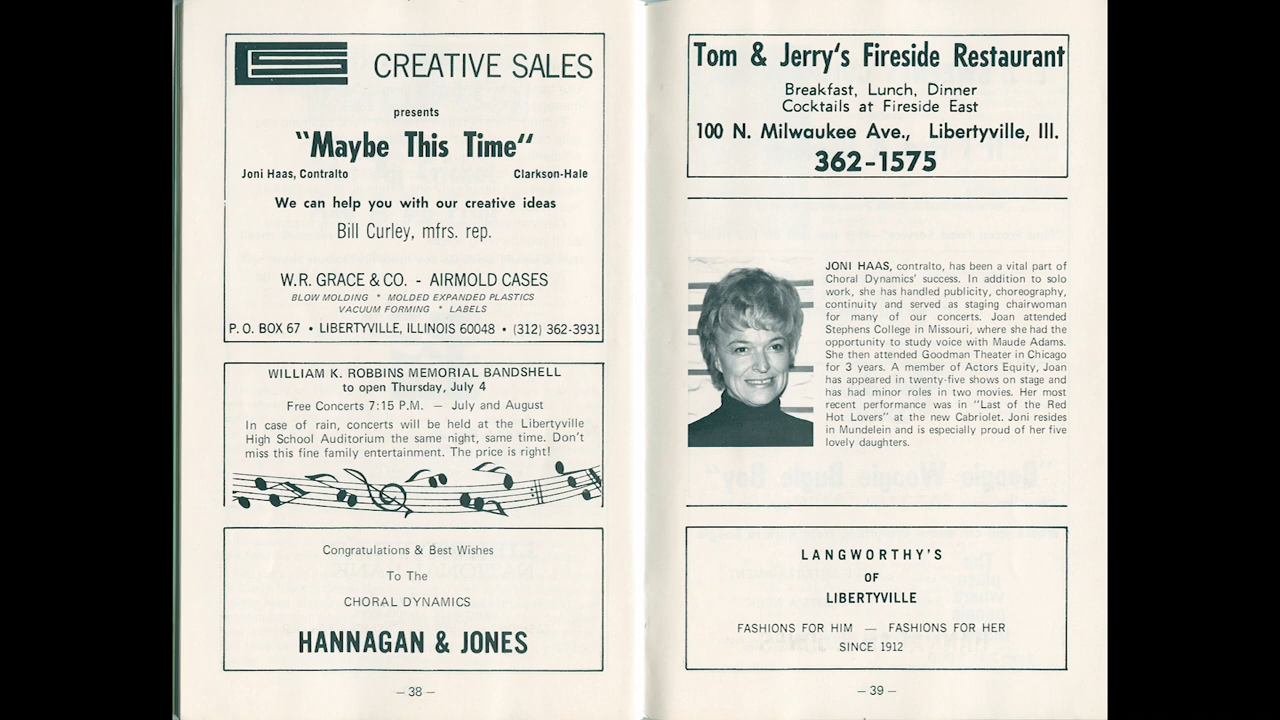 CREATIVE SALES
presents
"Maybe This Time"
Joni Haas, Contralto Clarkson-Hale
We can help you with our creative ideas
Bill Curley, mfrs. rep.
W.R. GRACE & CO. - AIRMOLD CASES
BLOW MOLDING * MOLDED EXPANDED PLASTICS
VACUUM FORMING * LABELS
P. O. BOX 67 • LIBERTYVILLE, ILLINOIS 60048 • (312) 362-3931
WILLIAM K. ROBBINS MEMORIAL BANDSHELL
to open Thursday, July 4
Free Concerts 7:15 P.M. — July and August
In case of rain, concerts will be held at the Libertyville
High School Auditorium the same night, same time. Don't
miss this fine family entertainment. The price is right!
Congratulations & Best Wishes
To The
CHORAL DYNAMICS
HANNAGAN & JONES
– 38 –
Tom & Jerry's Fireside Restaurant
Breakfast, Lunch, Dinner
Cocktails at Fireside East
100 N. Milwaukee Ave., Libertyville, Ill.
362-1575
JONI HAAS, contralto, has been a vital part of
Choral Dynamics' success. In addition to solo
work, she has handled publicity, choreography,
continuity and served as staging chairwoman
for many of our concerts. Joan attended
Stephens College in Missouri, where she had the
opportunity to study voice with Maude Adams.
She then attended Goodman Theater in Chicago
for 3 years. A member of Actors Equity, Joan
has appeared in twenty-five shows on stage and
has had minor roles in two movies. Her most
recent performance was in "Last of the Red
Hot Lovers" at the new Cabriolet. Joni resides
in Mundelein and is especially proud of her five
lovely daughters.
LANGWORTHY'S
OF
LIBERTYVILLE
FASHIONS FOR HIM — FASHIONS FOR HER
SINCE 1912
– 39 –